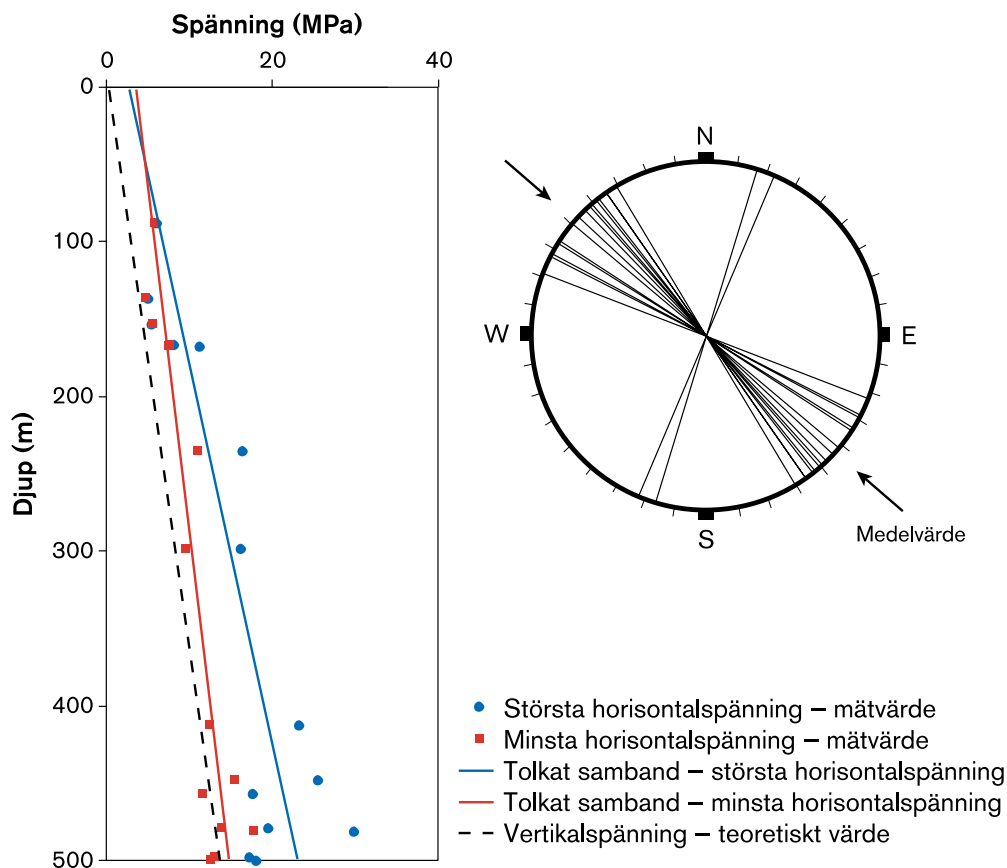 Spänning (MPa)
0 20 40
0
100
200
300
400
500
Djup (m)
N
W
E
S
Medelvärde
Största horisontalspänning – mätvärde
Minsta horisontalspänning – mätvärde
Tolkat samband – största horisontalspänning
Tolkat samband – minsta horisontalspänning
Vertikalspänning – teoretiskt värde